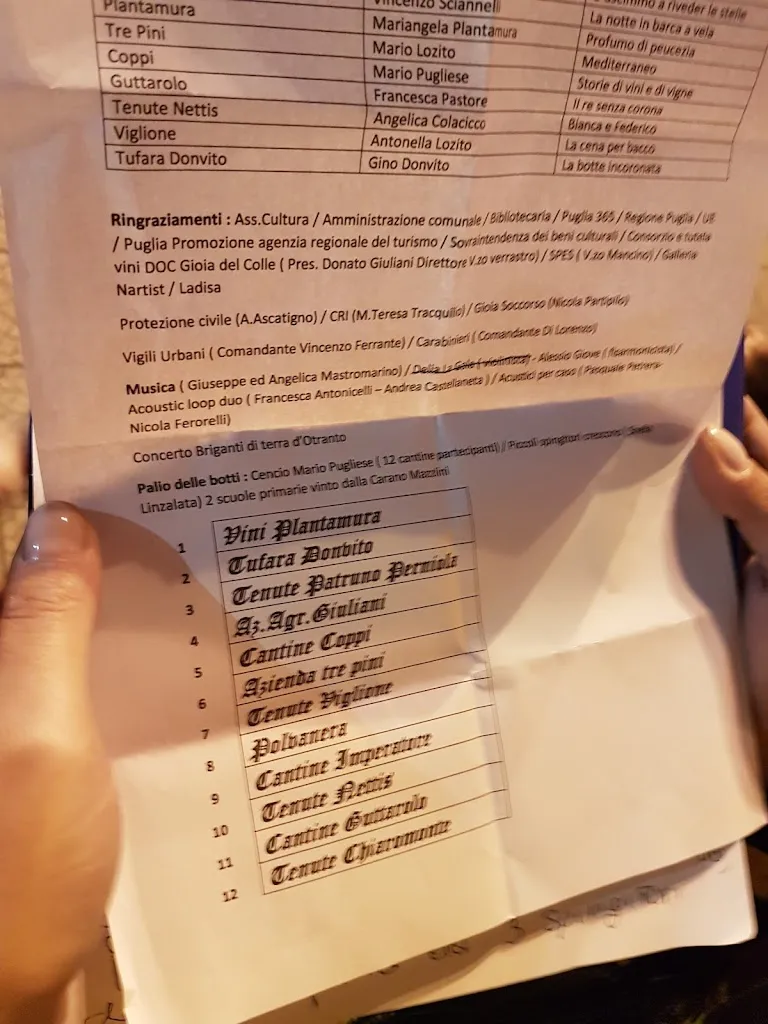 Plantamura Vincenzo Sciannelli riveder le stelle
Tre Pini Mariangela Plantamura La notte in barca a vela
Coppi Mario Lozito Profumo di peucezia
Guttarolo Mario Pugliese Mediterraneo
Tenute Nettis Francesca Pastore Storie di vini e di vigne
Viglione Angelica Colacicco Il re senza corona
Tufara Donvito Antonella Lozito Bianca e Federico
Gino Donvito La cena per bacco
La botte incoronata
Ringraziamenti : Ass.Cultura / Amministrazione comunale / Bibliotecaria / Puglia 365 / Regione Puglia / UE
/ Puglia Promozione agenzia regionale del turismo / Sovraintendenza dei beni culturali / Consorzio e tutela
vini DOC Gioia del Colle ( Pres. Donato Giuliani Direttore V.zo verrastro) / SPES ( V.zo Mancino) / Galleria
Nartist / Ladisa
Protezione civile (A.Ascatigno) / CRI (M.Teresa Tracquilio) / Gioia Soccorso (Nicola Partipilo)
Vigili Urbani ( Comandante Vincenzo Ferrante) / Carabinieri ( Comandante Di Lorenzo)
Musica ( Giuseppe ed Angelica Mastromarino) / Delia La Gala ( violinista) - Alessio Giove ( fisarmonicista) /
Acoustic loop duo ( Francesca Antonicelli – Andrea Castellaneta ) / Acustici per caso ( Pasquale
Nicola Ferorelli)
Concerto Briganti di terra d'Otranto
Palio delle botti : Cencio Mario Pugliese ( 12 cantine partecipanti) / Piccoli spingitori crescono (
Linzalata) 2 scuole primarie vinto dalla Carano Mazzini
1 Vini Plantamura
2 Tufara Donvito
3 Tenute Patruno Perniola
4 Az.Agr.Giuliani
5 Cantine Coppi
6 Azienda tre pini
7 Tenute Viglione
8 Polvanera
9 Cantine Imperatore
10 Tenute Nettis
11 Cantine Guttarolo
12 Tenute Chiaromonte
3